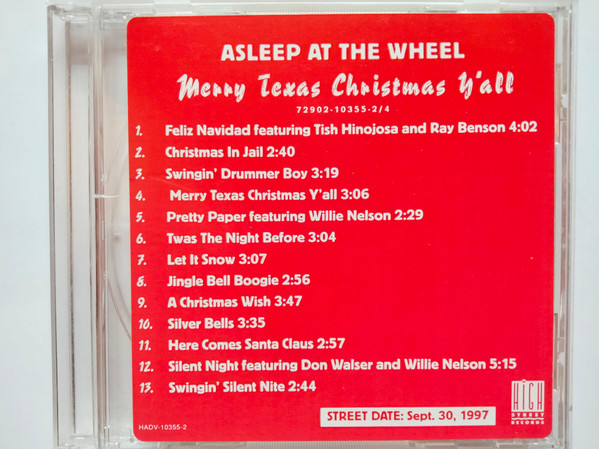 ASLEEP AT THE WHEEL
Merry Texas Christmas Y'all
72902-10355-2/4
1. Feliz Navidad featuring Tish Hinojosa and Ray Benson 4:02
2. Christmas In Jail 2:40
3. Swingin' Drummer Boy 3:19
4. Merry Texas Christmas Y'all 3:06
5. Pretty Paper featuring Willie Nelson 2:29
6. Twas The Night Before 3:04
7. Let It Snow 3:07
8. Jingle Bell Boogie 2:56
9. A Christmas Wish 3:47
10. Silver Bells 3:35
11. Here Comes Santa Claus 2:57
12. Silent Night featuring Don Walser and Willie Nelson 5:15
13. Swingin' Silent Nite 2:44
STREET DATE: Sept. 30, 1997
HADV-10355-2
HIGH
STREET
RECORDS